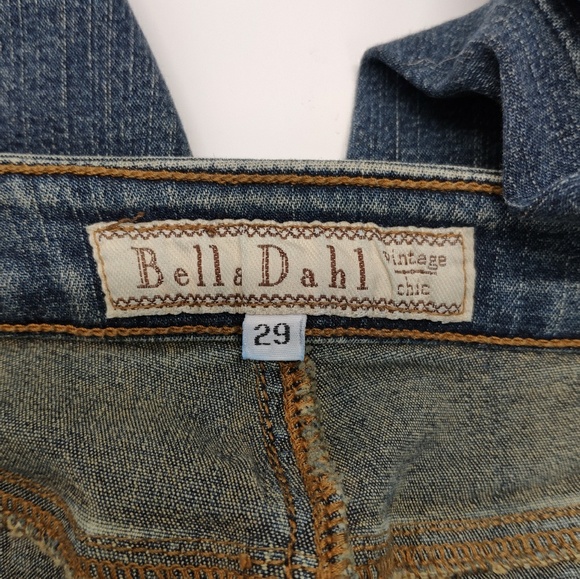 Bella Dahl
Vintage
chic
29